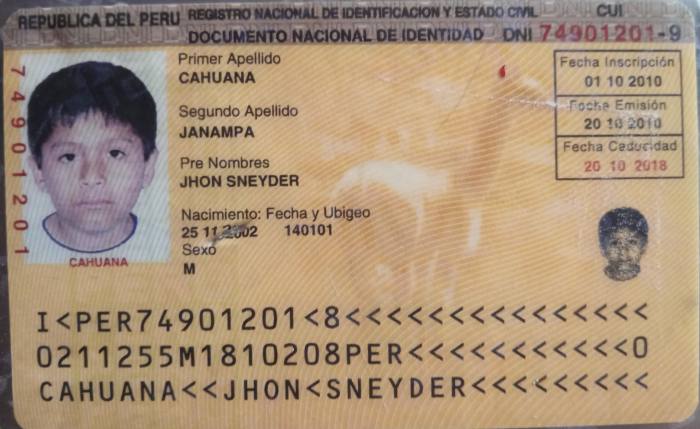 REPUBLICA DEL PERU REGISTRO NACIONAL DE IDENTIFICACION Y ESTADO CIVIL CUI
DOCUMENTO NACIONAL DE IDENTIDAD DNI 74901201-9
Primer Apellido
CAHUANA
Segundo Apellido
JANAMPA
Pre Nombres
JHON SNEYDER
Nacimiento: Fecha y Ubigeo
25 11 2002 140101
Sexo
M
Fecha Inscripción
01 10 2010
Fecha Emisión
20 10 2010
Fecha Caducidad
20 10 2018
74901201
CAHUANA
I<PER74901201<8<<<<<<<<<<<<<<<
0211255M1810208PER<<<<<<<<<<<0
CAHUANA<<JHON<SNEYDER<<<<<<<<<